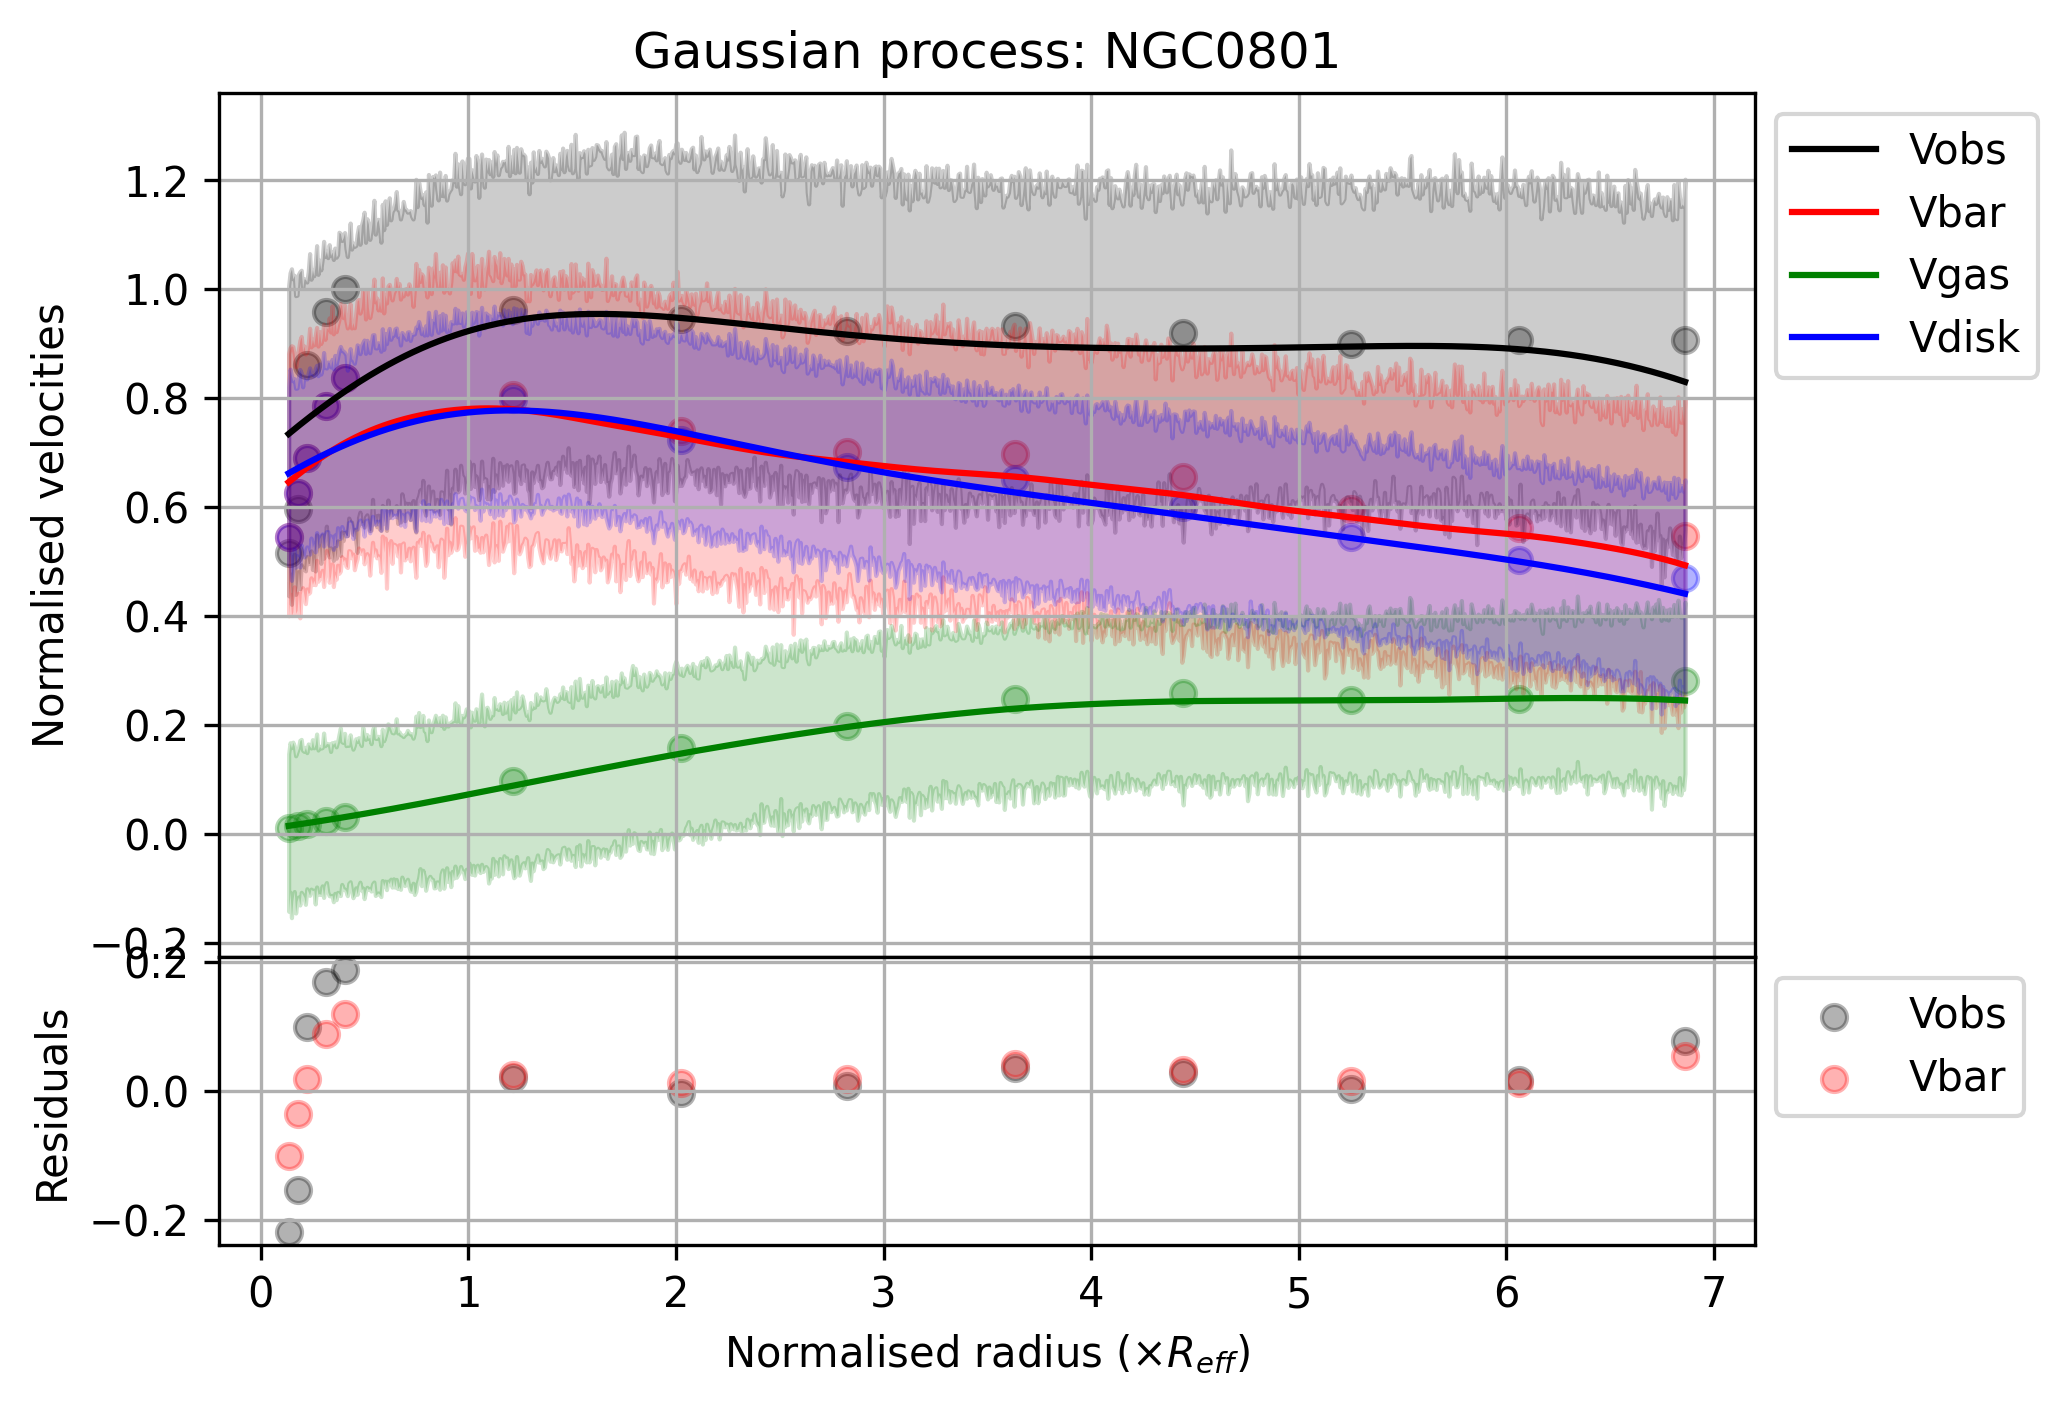 Gaussian process: NGC0801
Normalised velocities
1.2
1.0
0.8
0.6
0.4
0.2
0.0
−0.2
Vobs
Vbar
Vgas
Vdisk
Residuals
0.2
0.0
−0.2
Vobs
Vbar
0 1 2 3 4 5 6 7
Normalised radius (×R_eff)